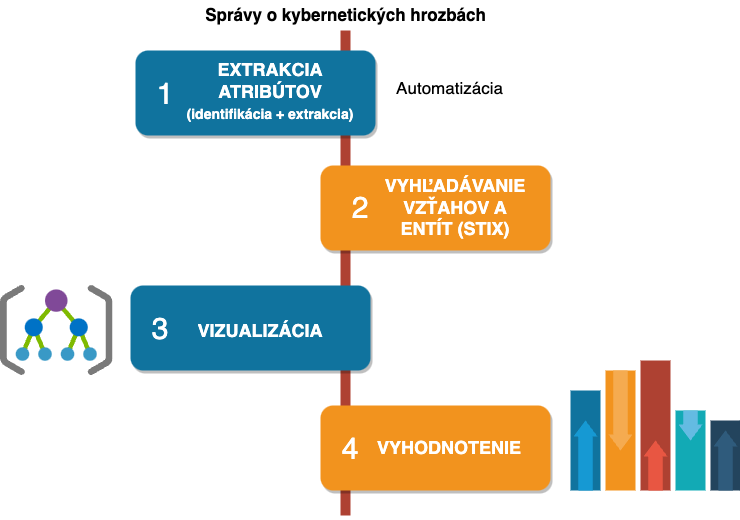 Správy o kybernetických hrozbách
1
EXTRAKCIA
ATRIBÚTOV
(identifikácia + extrakcia)
Automatizácia
2
VYHĽADÁVANIE
VZŤAHOV A
ENTÍT (STIX)
3
VIZUALIZÁCIA
4
VYHODNOTENIE